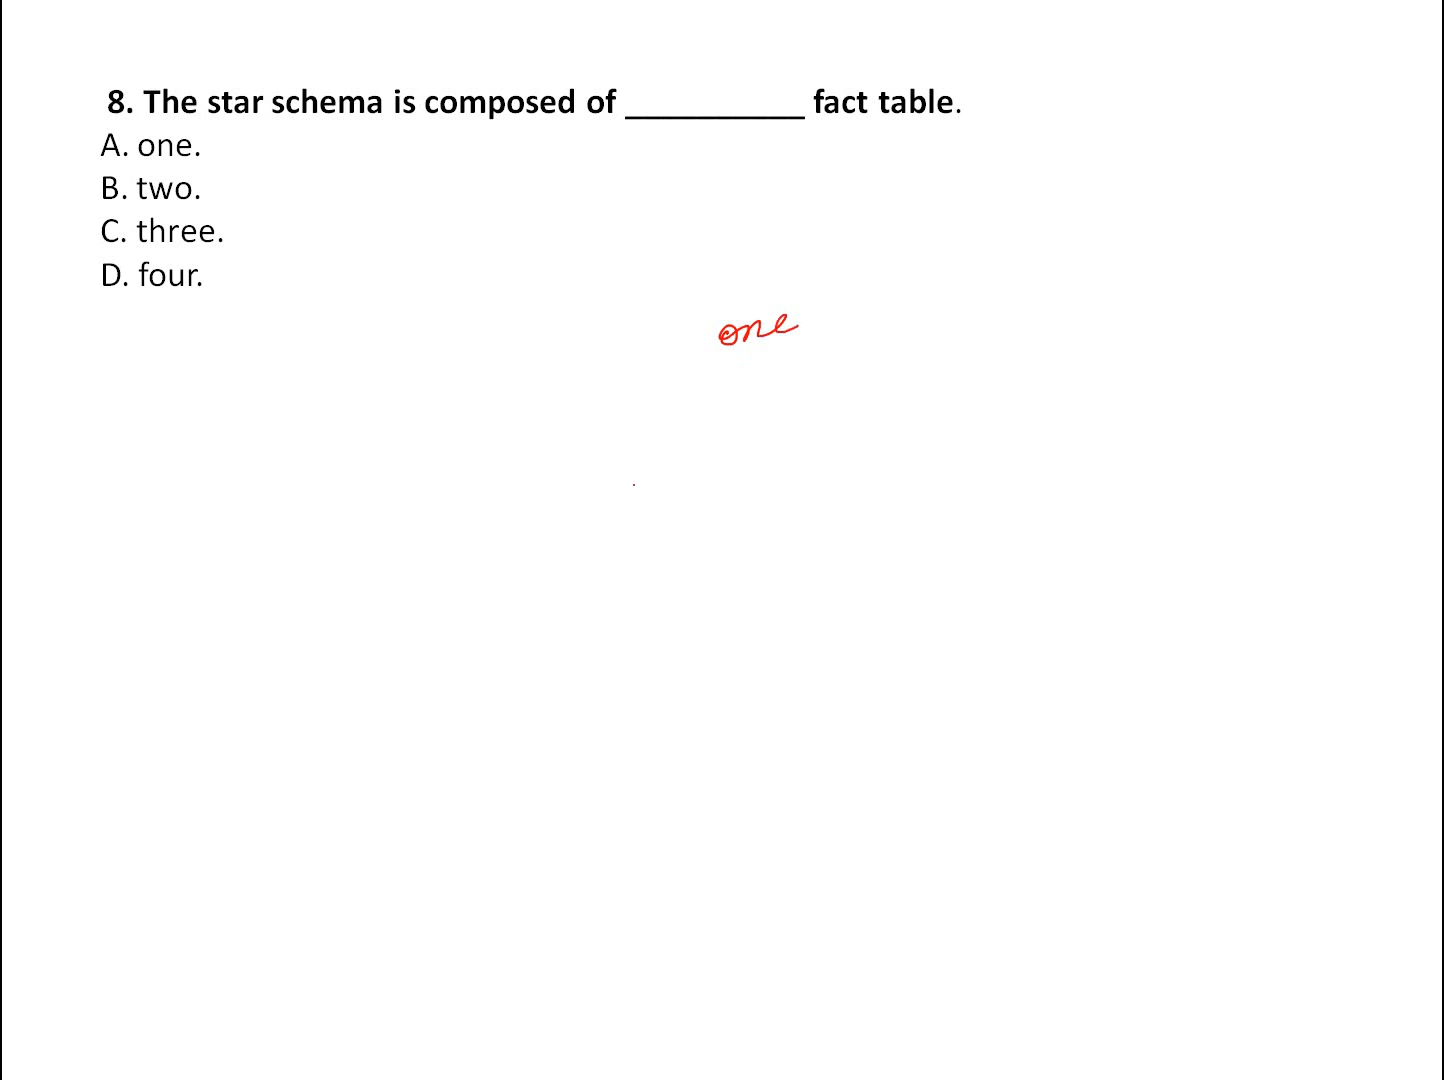 8. The star schema is composed of __________ fact table.
A. one.
B. two.
C. three.
D. four.
one